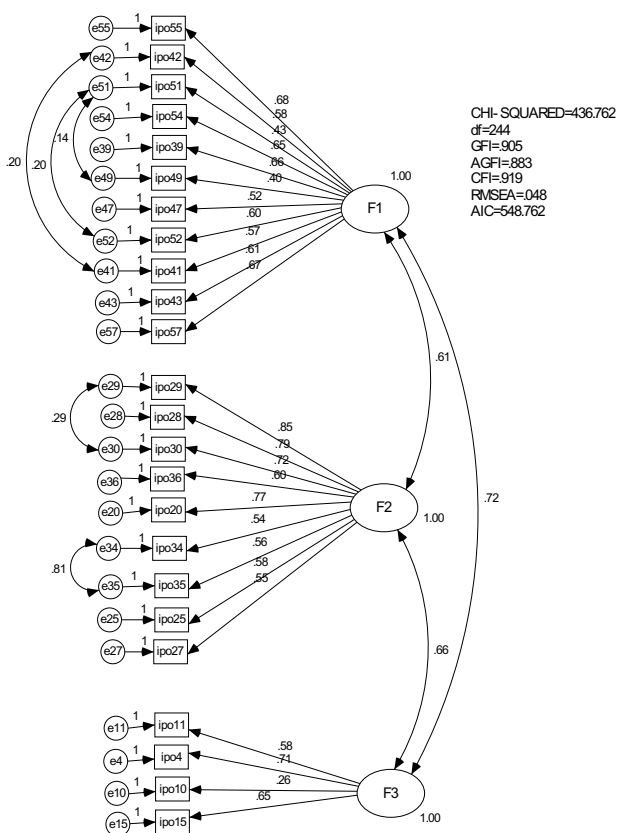 e55 1 ipo55
e42 1 ipo42
e51 1 ipo51
e54 1 ipo54
e39 1 ipo39
e49 1 ipo49
e47 1 ipo47
e52 1 ipo52
e41 1 ipo41
e43 1 ipo43
e57 1 ipo57
.20
.20
.14
.68
.58
.43
.65
.66
.40
.52
.60
.57
.61
.67
1.00
F1
CHI- SQUARED=436.762
df=244
GFI=.905
AGFI=.883
CFI=.919
RMSEA=.048
AIC=548.762
.61
.72
e29 1 ipo29
e28 1 ipo28
e30 1 ipo30
e36 1 ipo36
e20 1 ipo20
e34 1 ipo34
e35 1 ipo35
e25 1 ipo25
e27 1 ipo27
.29
.81
.85
.79
.72
.60
.77
.54
.56
.58
.55
F2
1.00
.66
e11 1 ipo11
e4 1 ipo4
e10 1 ipo10
e15 1 ipo15
.58
.71
.26
.65
F3
1.00